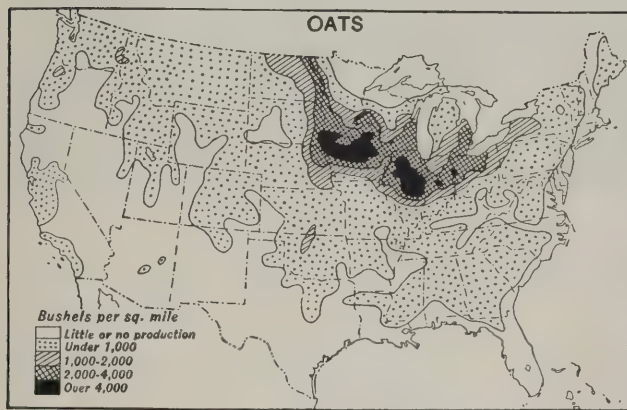 OATS
Bushels per sq. mile
Little or no production
Under 1,000
1,000-2,000
2,000-4,000
Over 4,000